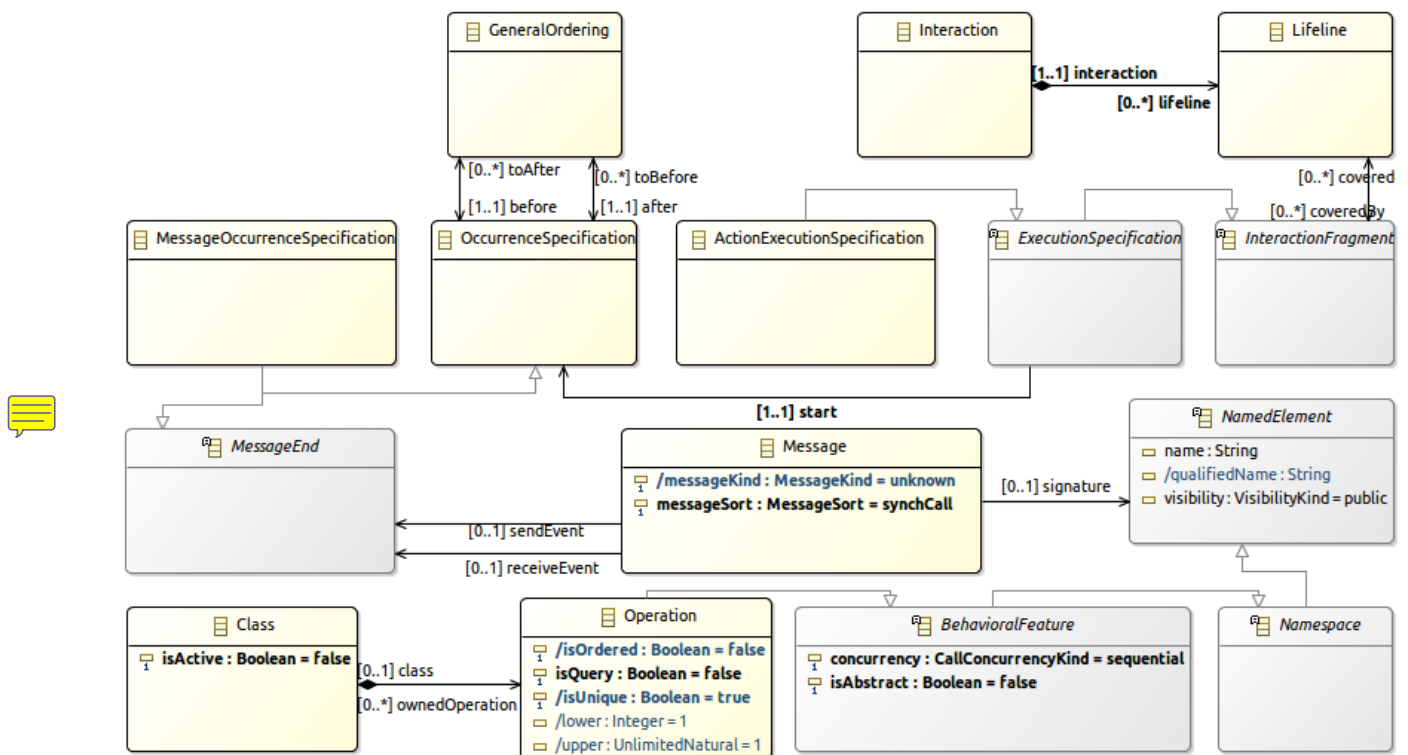 GeneralOrdering
Interaction
Lifeline
[1..1] interaction
[0..*] lifeline
[0..*] toAfter
[0..*] toBefore
[1..1] before
[1..1] after
[0..*] covered
[0..*] coveredBy
MessageOccurrenceSpecification
OccurrenceSpecification
ActionExecutionSpecification
ExecutionSpecification
InteractionFragment
[1..1] start
MessageEnd
Message
/messageKind : MessageKind = unknown
messageSort : MessageSort = synchCall
[0..1] signature
NamedElement
name : String
/qualifiedName : String
visibility : VisibilityKind = public
[0..1] sendEvent
[0..1] receiveEvent
Class
isActive : Boolean = false
[0..1] class
[0..*] ownedOperation
Operation
/isOrdered : Boolean = false
isQuery : Boolean = false
/isUnique : Boolean = true
/lower : Integer = 1
/upper : UnlimitedNatural = 1
BehavioralFeature
concurrency : CallConcurrencyKind = sequential
isAbstract : Boolean = false
Namespace